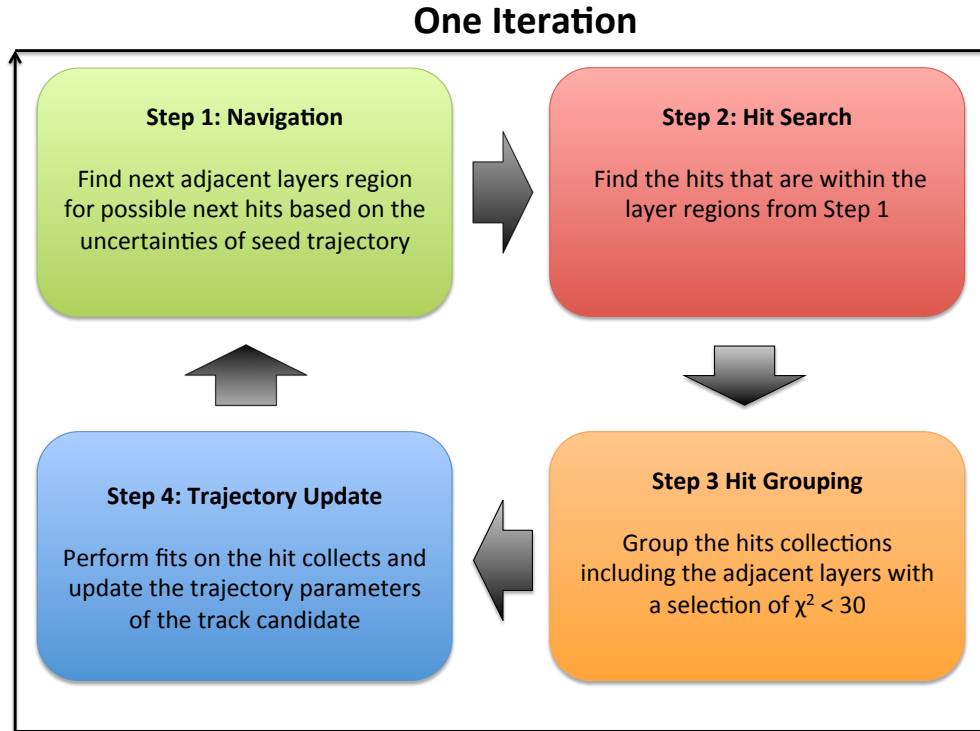 One Iteration
Step 1: Navigation
Find next adjacent layers region
for possible next hits based on the
uncertainties of seed trajectory
Step 2: Hit Search
Find the hits that are within the
layer regions from Step 1
Step 3 Hit Grouping
Group the hits collections
including the adjacent layers with
a selection of χ² < 30
Step 4: Trajectory Update
Perform fits on the hit collects and
update the trajectory parameters
of the track candidate